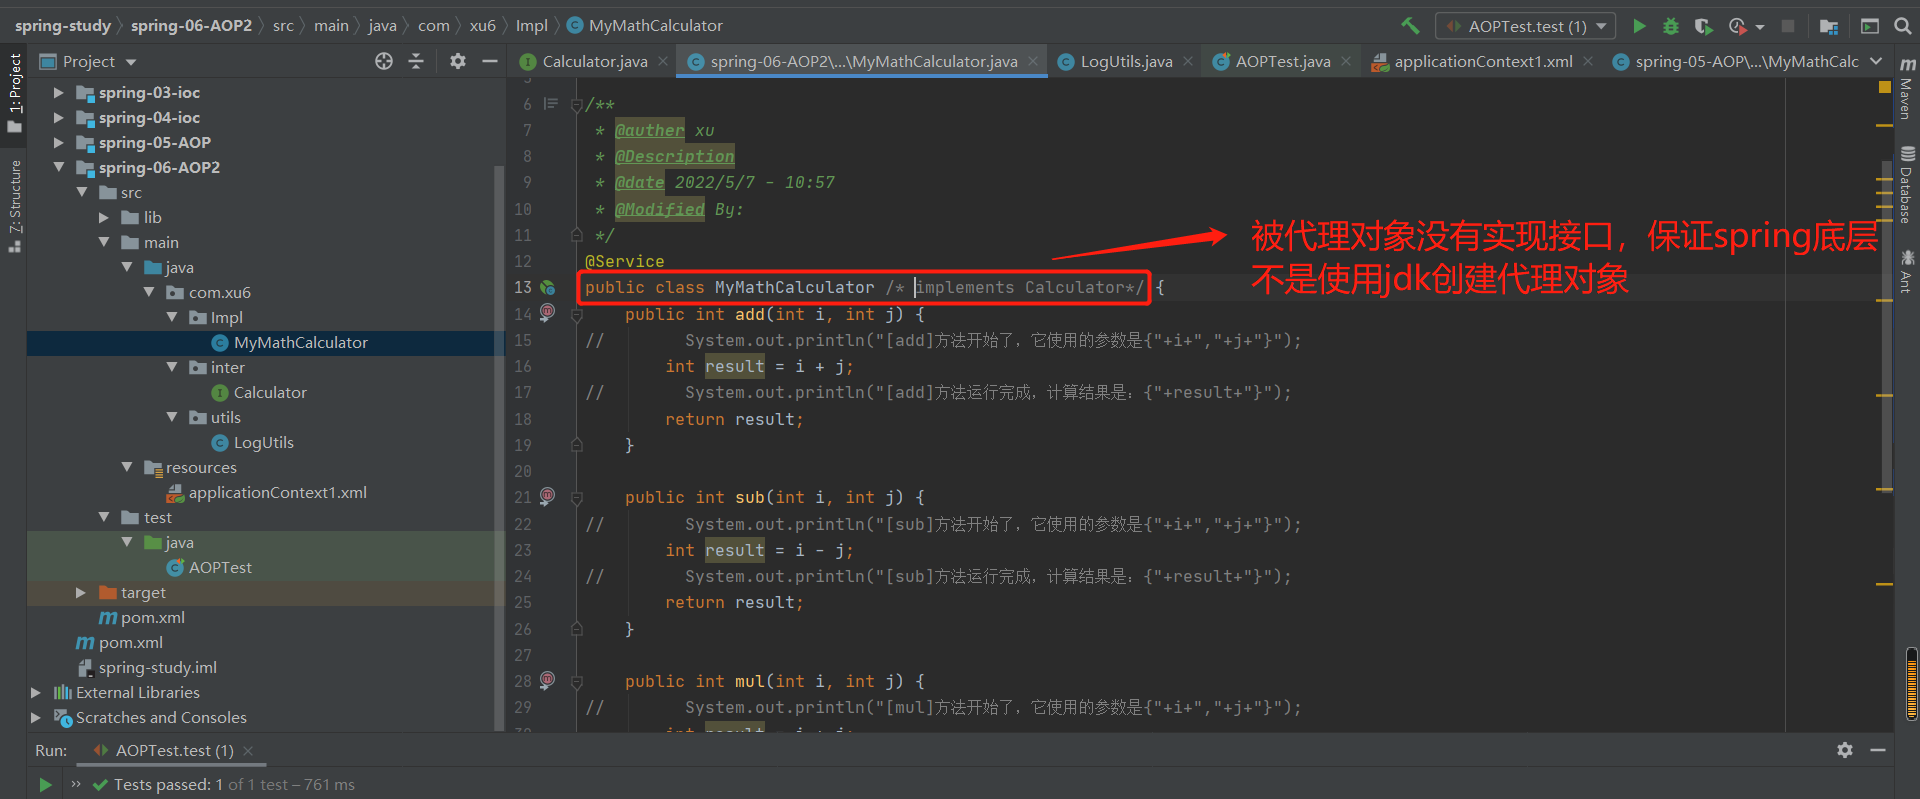 spring-study spring-06-AOP2 src main java com xu6 Impl MyMathCalculator AOPTest.test (1)
Project Calculator.java spring-06-AOP2\...\MyMathCalculator.java LogUtils.java AOPTest.java applicationContext1.xml spring-05-AOP\...\MyMathCalc
1: Project
7: Structure
spring-03-ioc
spring-04-ioc
spring-05-AOP
spring-06-AOP2
src
lib
main
java
com.xu6
Impl
MyMathCalculator
inter
Calculator
utils
LogUtils
resources
applicationContext1.xml
test
java
AOPTest
target
pom.xml
pom.xml
spring-study.iml
External Libraries
Scratches and Consoles
6 /**
7 * @auther xu
8 * @Description
9 * @date 2022/5/7 - 10:57
10 * @Modified By:
11 */
12 @Service
13 public class MyMathCalculator /* implements Calculator*/ {
14 public int add(int i, int j) {
15 // System.out.println("[add]方法开始了，它使用的参数是{"+i+","+j+"}");
16 int result = i + j;
17 // System.out.println("[add]方法运行完成，计算结果是：{"+result+"}");
18 return result;
19 }
20
21 public int sub(int i, int j) {
22 // System.out.println("[sub]方法开始了，它使用的参数是{"+i+","+j+"}");
23 int result = i - j;
24 // System.out.println("[sub]方法运行完成，计算结果是：{"+result+"}");
25 return result;
26 }
27
28 public int mul(int i, int j) {
29 // System.out.println("[mul]方法开始了，它使用的参数是{"+i+","+j+"}");
被代理对象没有实现接口，保证spring底层
不是使用jdk创建代理对象
Maven
Database
Ant
Run: AOPTest.test (1)
Tests passed: 1 of 1 test – 761 ms